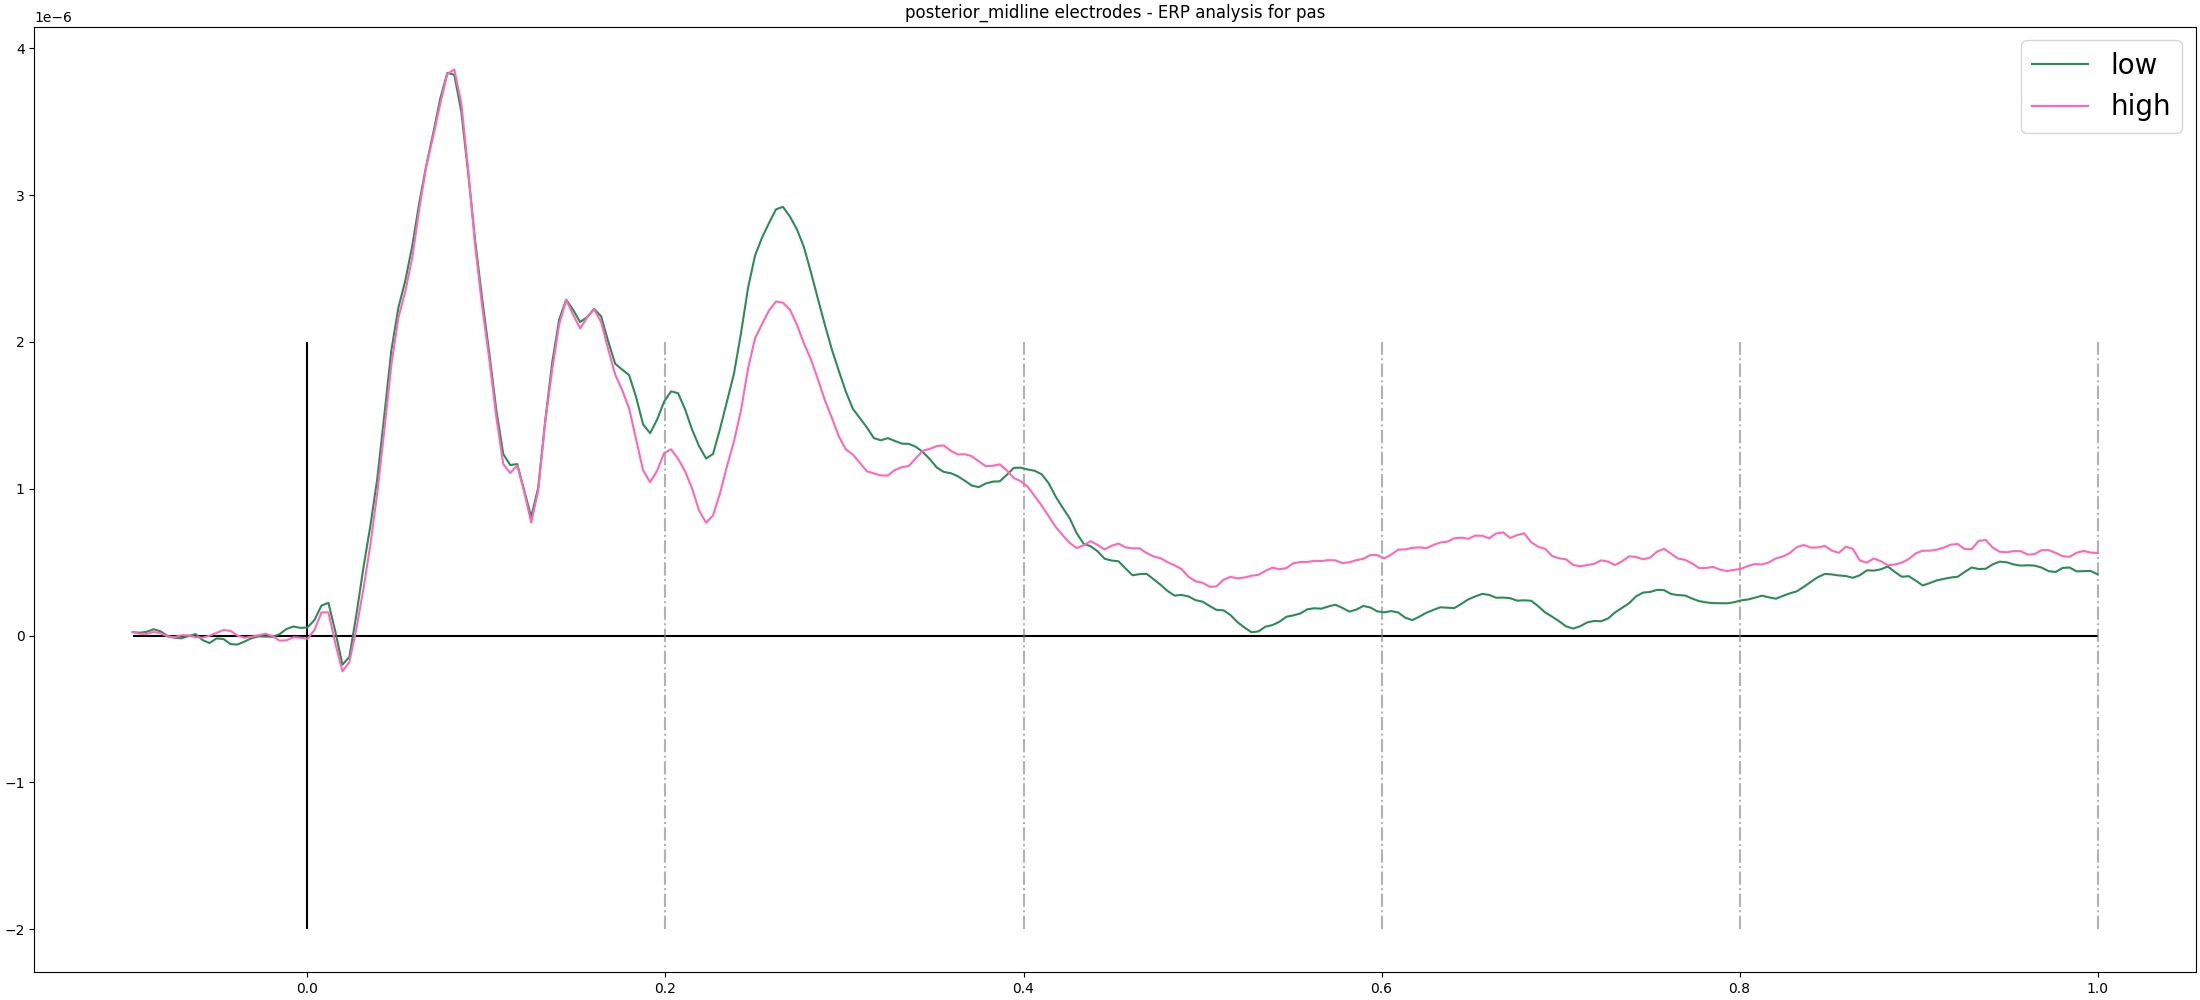 posterior_midline electrodes - ERP analysis for pas
1e−6
4
3
2
1
0
−1
−2
low
high
0.0 0.2 0.4 0.6 0.8 1.0